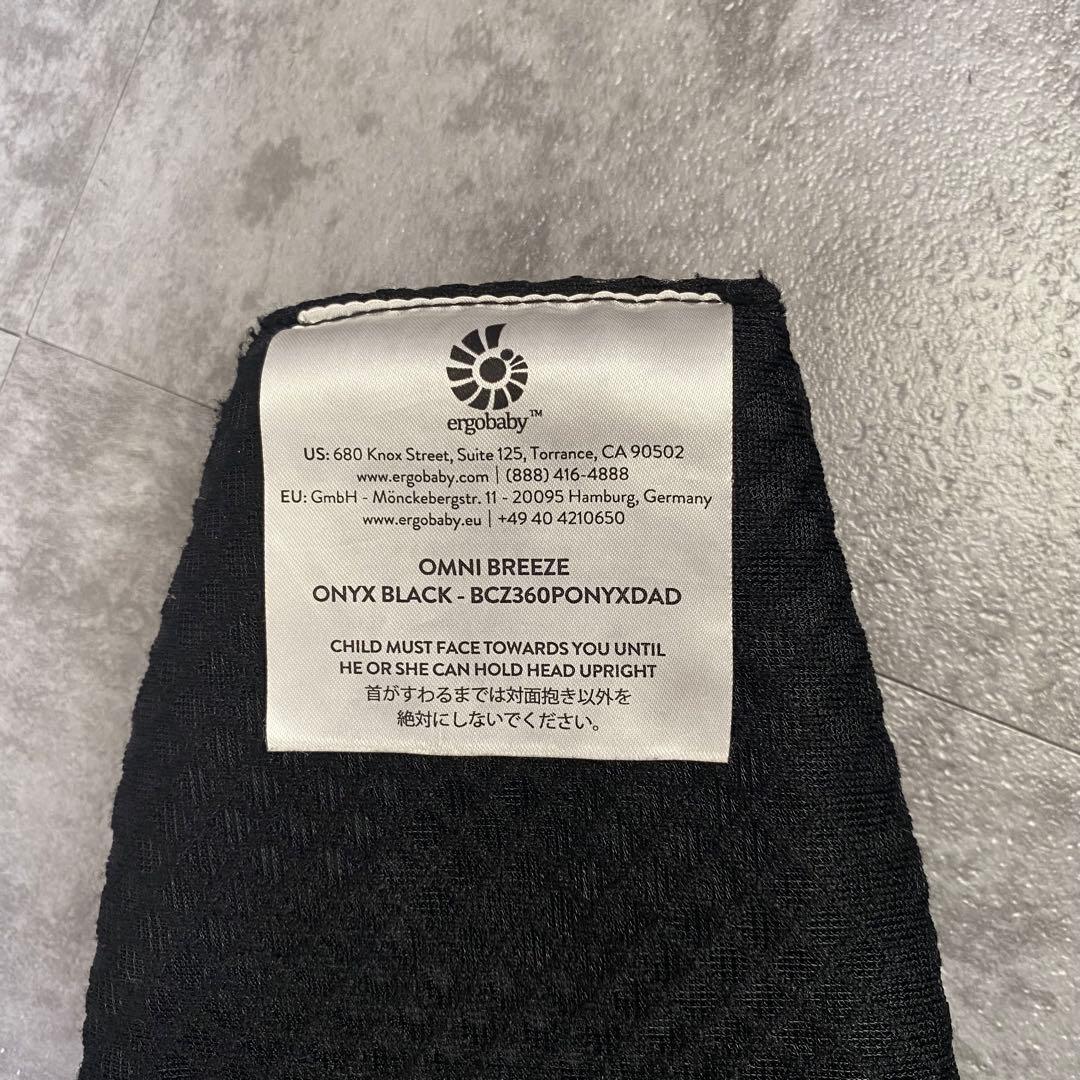 ergobaby™
US: 680 Knox Street, Suite 125, Torrance, CA 90502
www.ergobaby.com | (888) 416-4888
EU: GmbH - Mönckebergstr. 11 - 20095 Hamburg, Germany
www.ergobaby.eu | +49 40 4210650
OMNI BREEZE
ONYX BLACK - BCZ360PONYXDAD
CHILD MUST FACE TOWARDS YOU UNTIL
HE OR SHE CAN HOLD HEAD UPRIGHT
首がすわるまでは対面抱き以外を
絶対にしないでください。